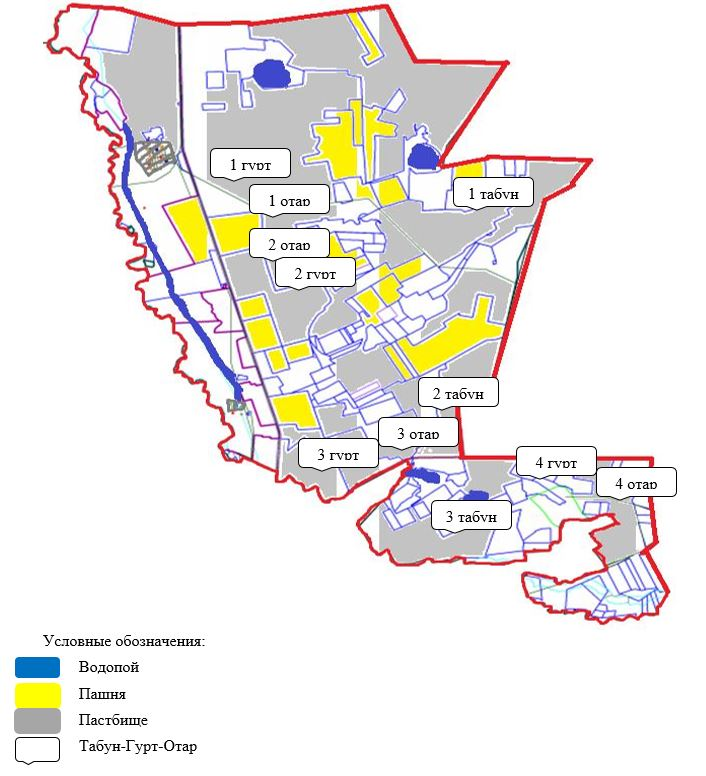 1 гурт
1 отар
1 табун
2 отар
2 гурт
2 табун
3 отар
3 гурт
4 гурт
4 отар
3 табун
Условные обозначения:
Водопой
Пашня
Пастбище
Табун-Гурт-Отар